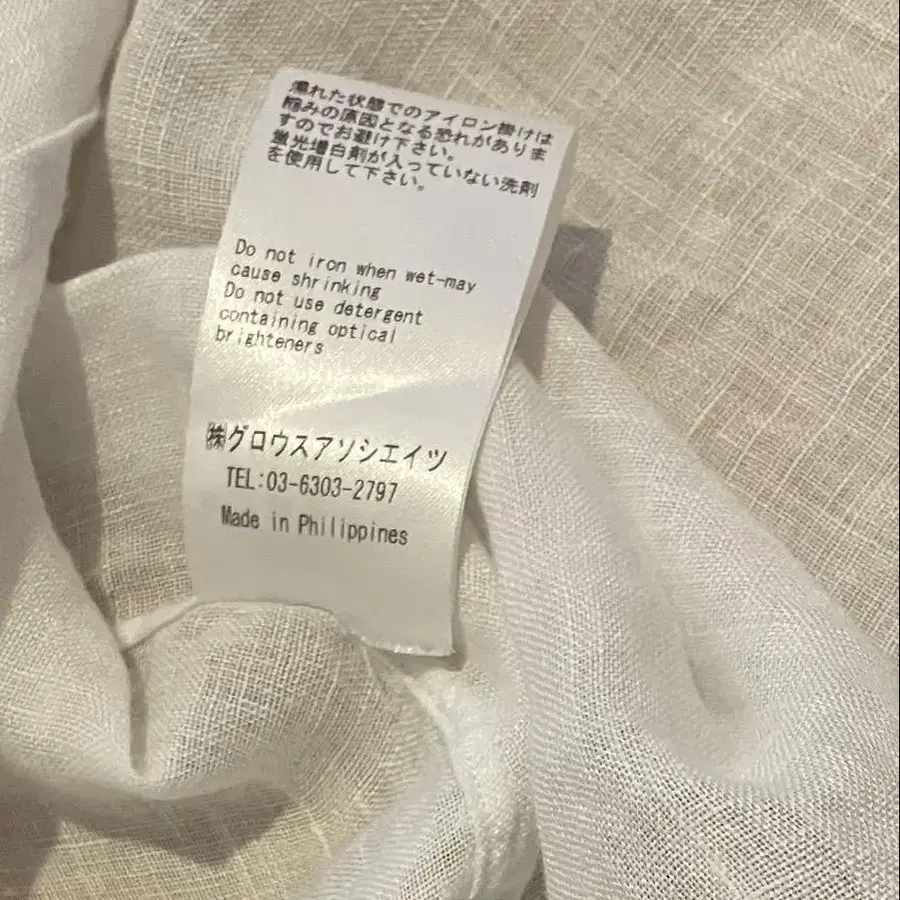 濡れた状態でのアイロン掛けは
縮みの原因となる恐れがありま
すのでお避け下さい。
蛍光増白剤が入っていない洗剤
を使用して下さい。
Do not iron when wet-may
cause shrinking
Do not use detergent
containing optical
brighteners
㈱グロウスアソシエイツ
TEL:03-6303-2797
Made in Philippines